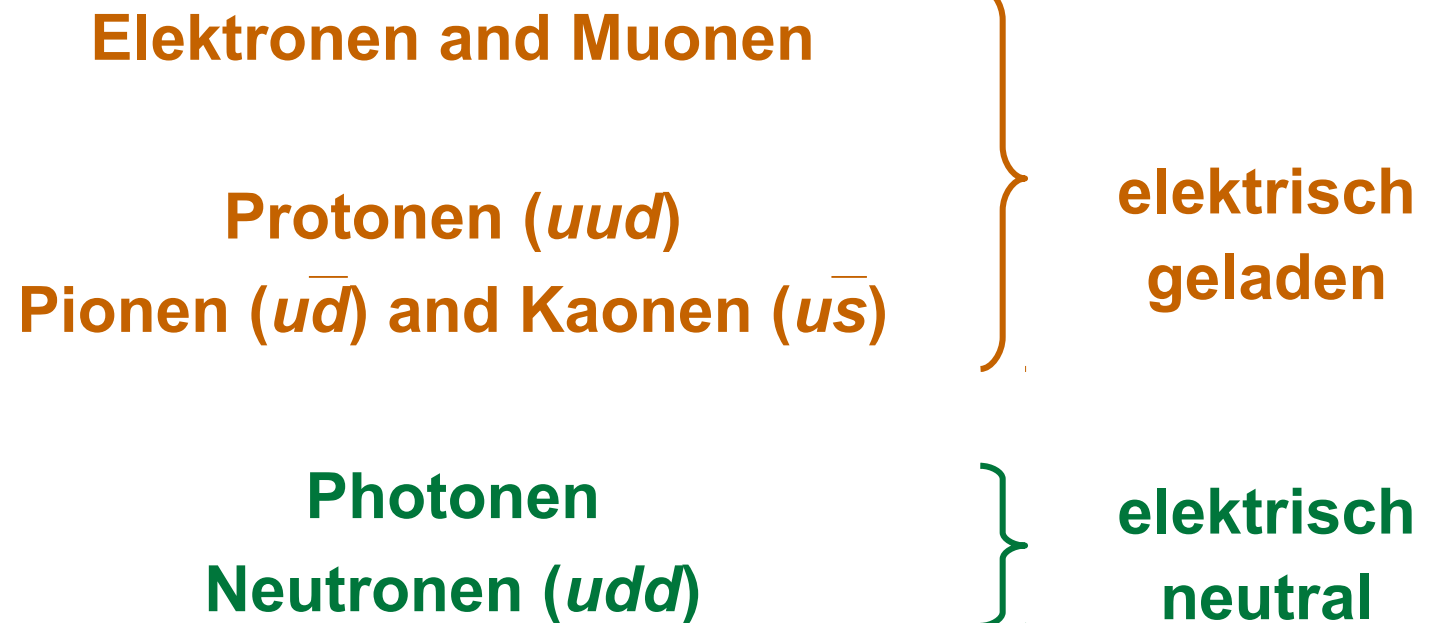 Elektronen and Muonen
Protonen (uud)
Pionen (ud̅) and Kaonen (us̅)
elektrisch
geladen
Photonen
Neutronen (udd)
elektrisch
neutral